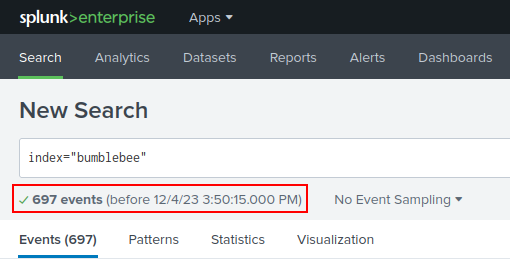 splunk>enterprise Apps
Search Analytics Datasets Reports Alerts Dashboards
New Search
index="bumblebee"
697 events (before 12/4/23 3:50:15.000 PM) No Event Sampling
Events (697) Patterns Statistics Visualization